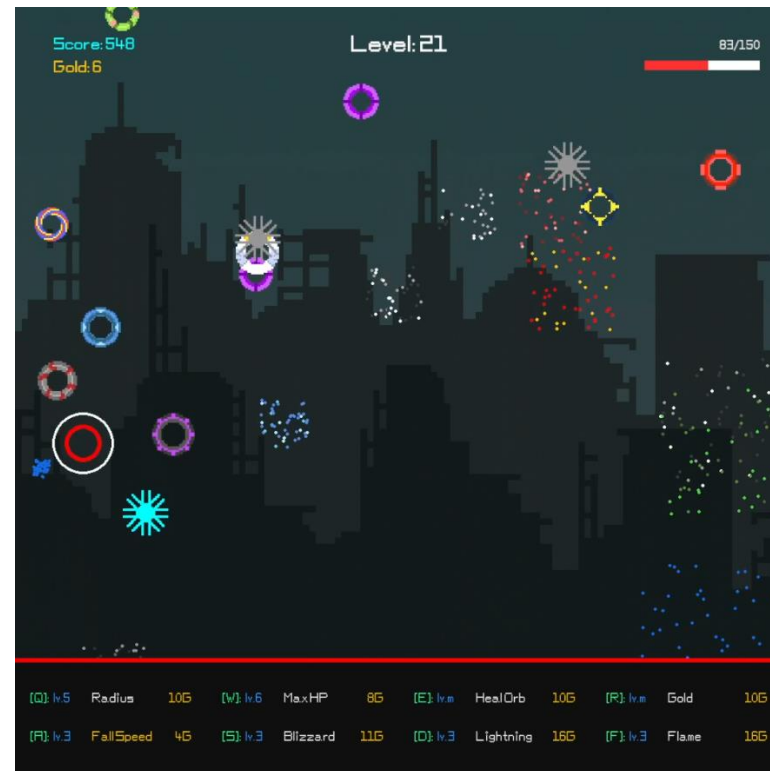 Score:548
Level:21
83/150
Gold:6
[Q]: lv.5 Radius 10G [W]: lv.6 MaxHP 8G [E]: lv.m HealOrb 10G [R]: lv.m Gold 10G
[A]: lv.3 FallSpeed 4G [S]: lv.3 Blizzard 11G [D]: lv.3 Lightning 16G [F]: lv.3 Flame 16G